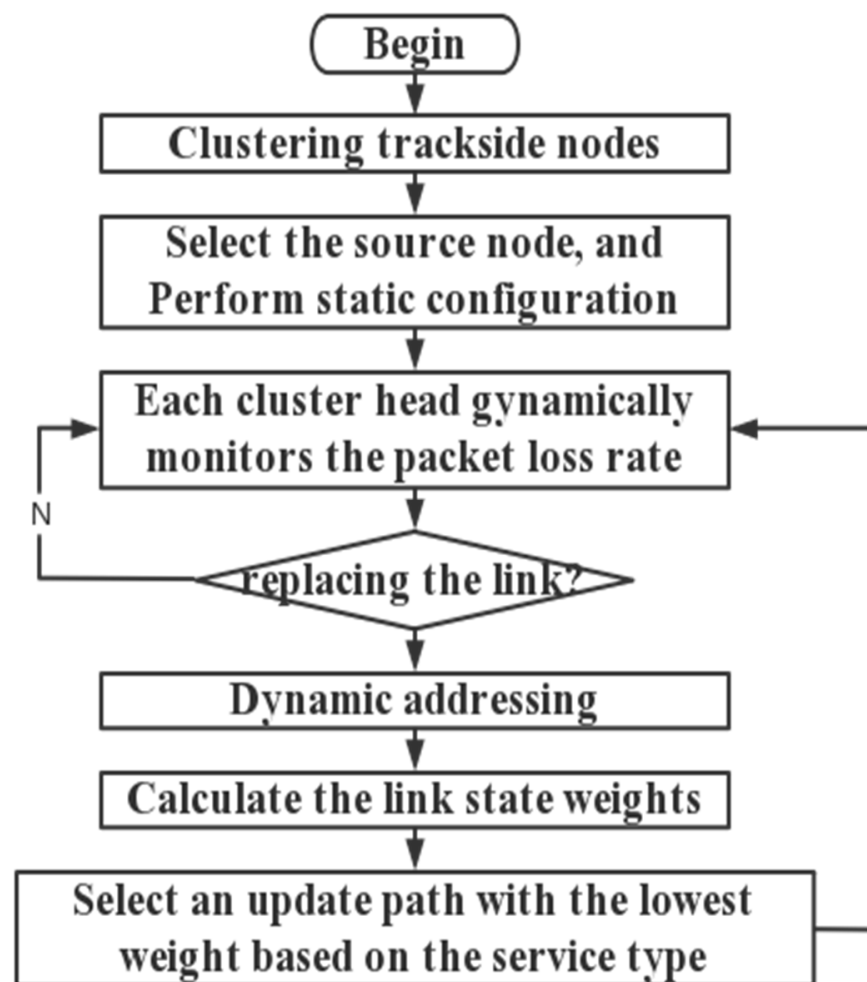 Begin
Clustering trackside nodes
Select the source node, and
Perform static configuration
Each cluster head gynamically
monitors the packet loss rate
N
replacing the link?
Dynamic addressing
Calculate the link state weights
Select an update path with the lowest
weight based on the service type